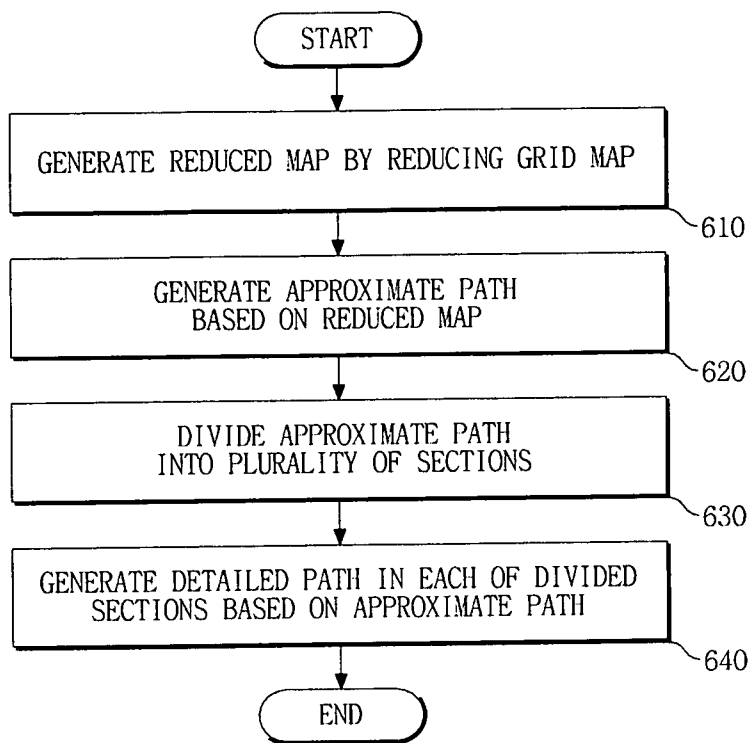 START
GENERATE REDUCED MAP BY REDUCING GRID MAP
610
GENERATE APPROXIMATE PATH
BASED ON REDUCED MAP
620
DIVIDE APPROXIMATE PATH
INTO PLURALITY OF SECTIONS
630
GENERATE DETAILED PATH IN EACH OF DIVIDED
SECTIONS BASED ON APPROXIMATE PATH
640
END